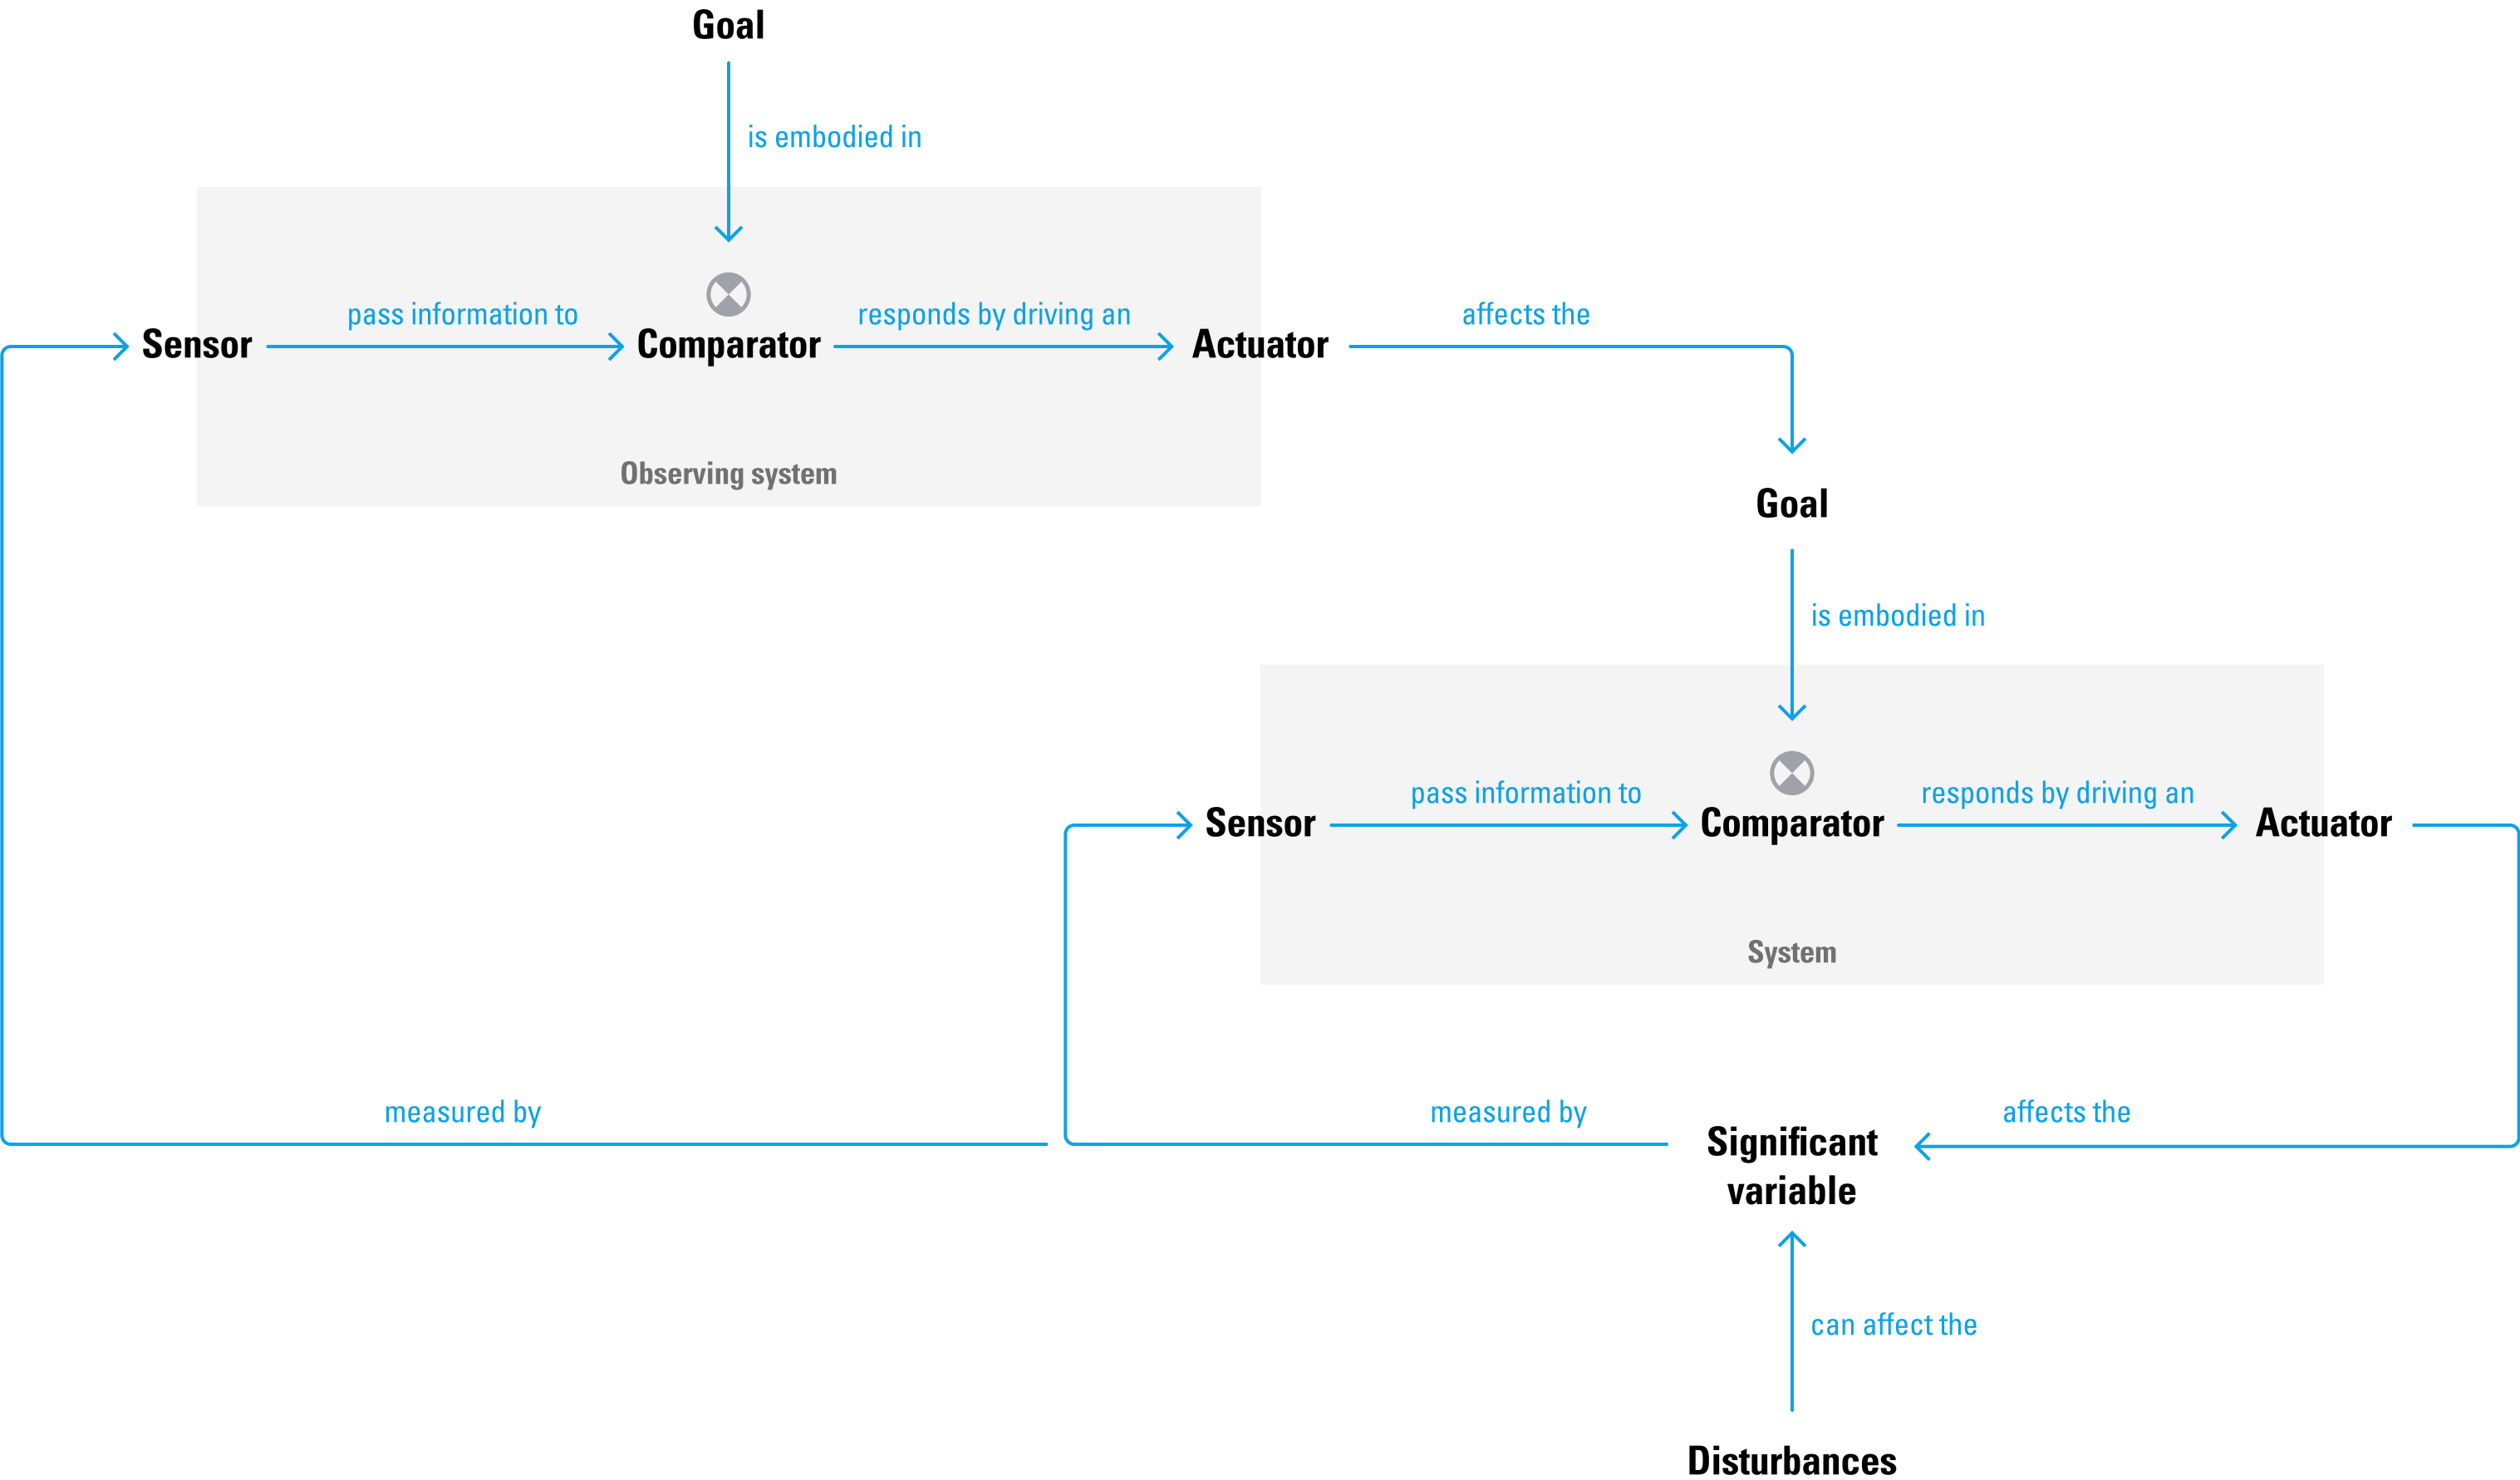 Goal
is embodied in
pass information to
responds by driving an
affects the
Sensor
Comparator
Actuator
Observing system
Goal
is embodied in
pass information to
responds by driving an
Sensor
Comparator
Actuator
System
measured by
measured by
affects the
Significant
variable
can affect the
Disturbances